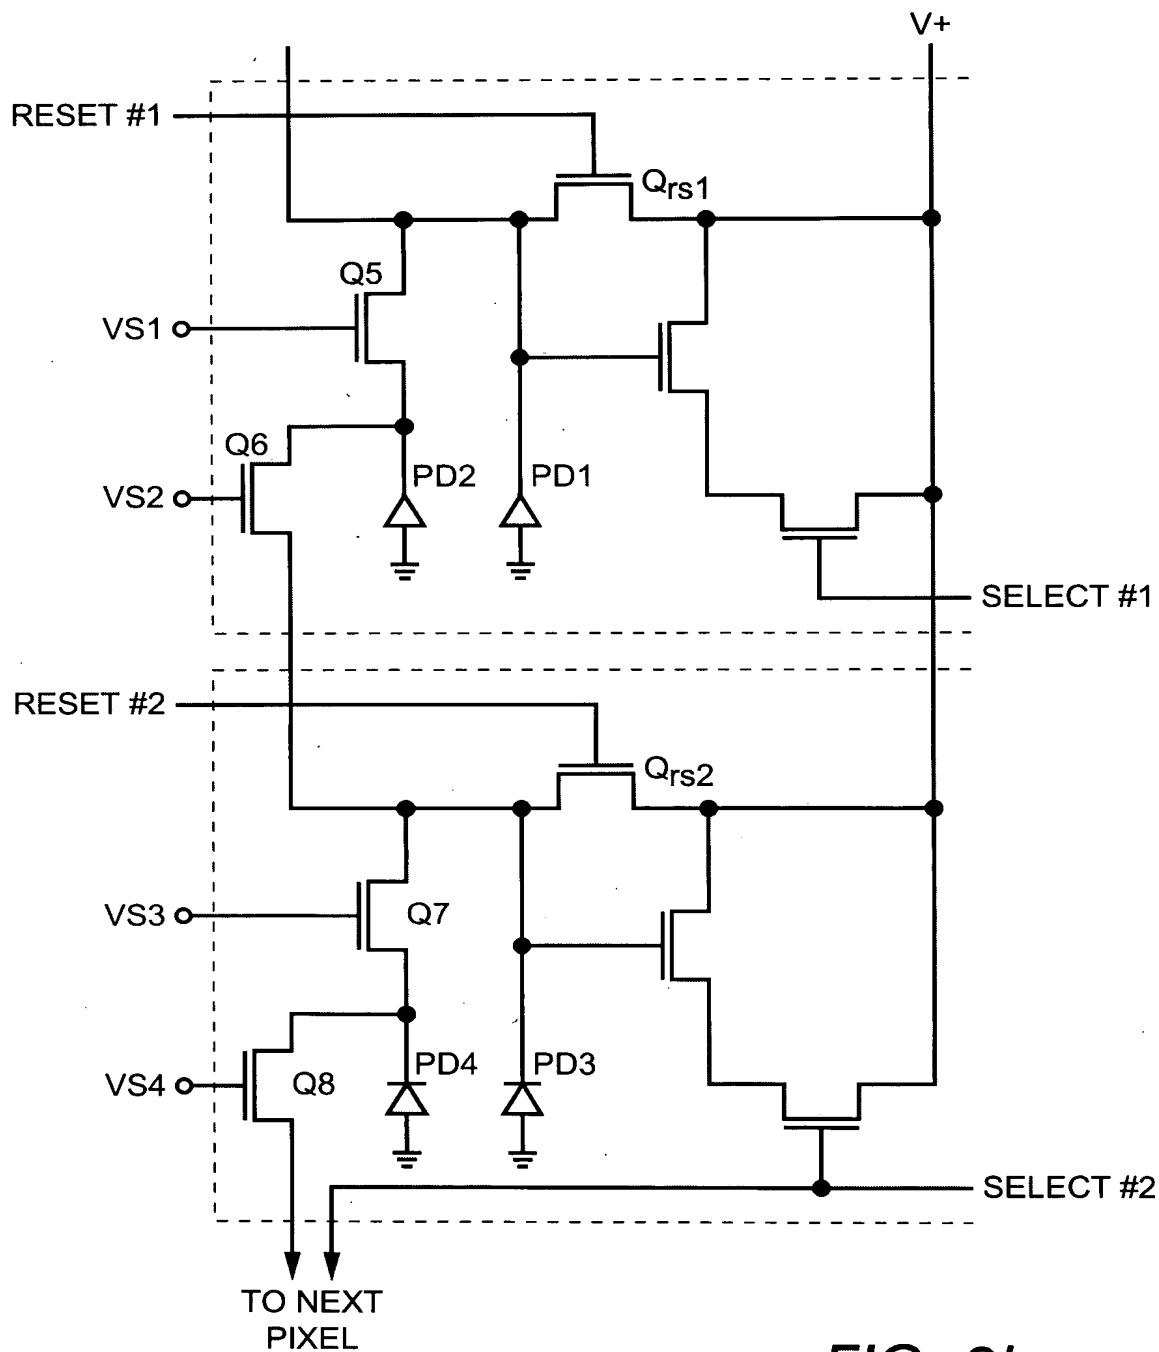 V+
RESET #1
Qrs1
Q5
VS1
Q6
PD2
PD1
VS2
SELECT #1
RESET #2
Qrs2
VS3
Q7
PD4
PD3
VS4
Q8
SELECT #2
TO NEXT
PIXEL